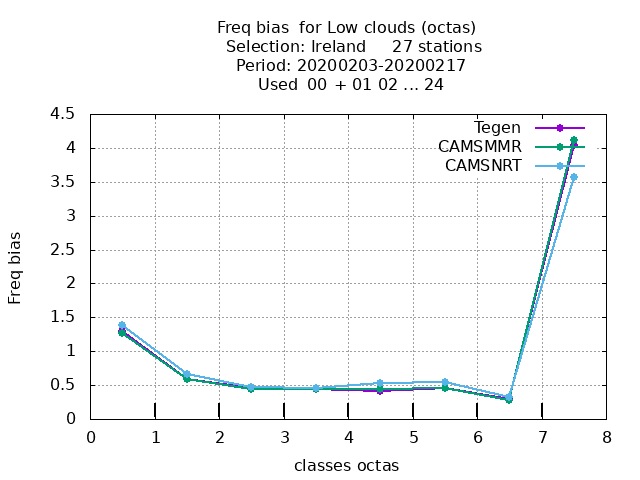 Freq bias  for Low clouds (octas)
Selection: Ireland     27 stations
Period: 20200203-20200217
Used  00  + 01 02 ... 24
Tegen
CAMSMMR
CAMSNRT
4.5
4
3.5
3
2.5
2
1.5
1
0.5
0
Freq bias
0 1 2 3 4 5 6 7 8
classes octas